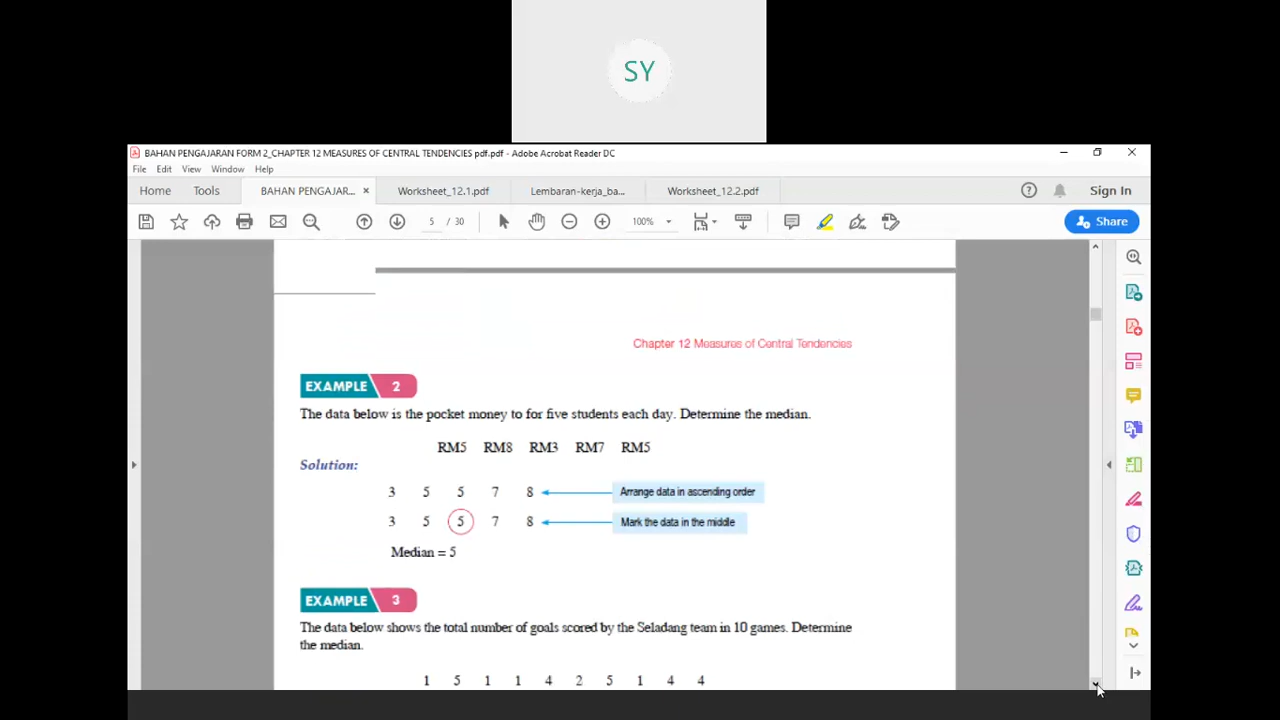 SY
BAHAN PENGAJARAN FORM 2_CHAPTER 12 MEASURES OF CENTRAL TENDENCIES pdf.pdf - Adobe Acrobat Reader DC
File Edit View Window Help
Home Tools BAHAN PENGAJAR... × Worksheet_12.1.pdf Lembaran-kerja_ba... Worksheet_12.2.pdf Sign In
5 / 30 100% Share
Chapter 12 Measures of Central Tendencies
EXAMPLE 2
The data below is the pocket money to for five students each day. Determine the median.
RM5 RM8 RM3 RM7 RM5
Solution:
3 5 5 7 8 Arrange data in ascending order
3 5 5 7 8 Mark the data in the middle
Median = 5
EXAMPLE 3
The data below shows the total number of goals scored by the Seladang team in 10 games. Determine
the median.
1 5 1 1 4 2 5 1 4 4